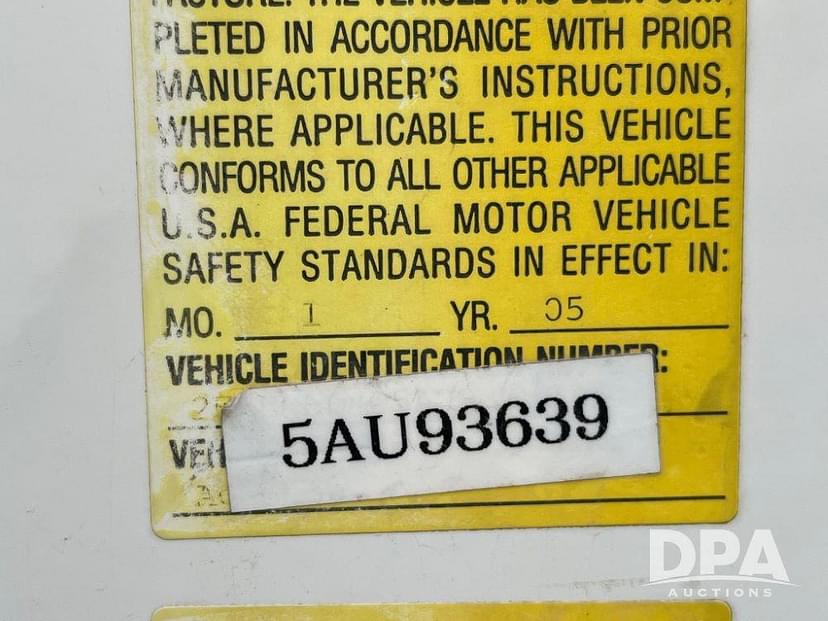 PLETED IN ACCORDANCE WITH PRIOR
MANUFACTURER'S INSTRUCTIONS,
WHERE APPLICABLE. THIS VEHICLE
CONFORMS TO ALL OTHER APPLICABLE
U.S.A. FEDERAL MOTOR VEHICLE
SAFETY STANDARDS IN EFFECT IN:
MO. 1 YR. 05
VEHICLE IDENTIFICATION NUMBER:
5AU93639
DPA
AUCTIONS